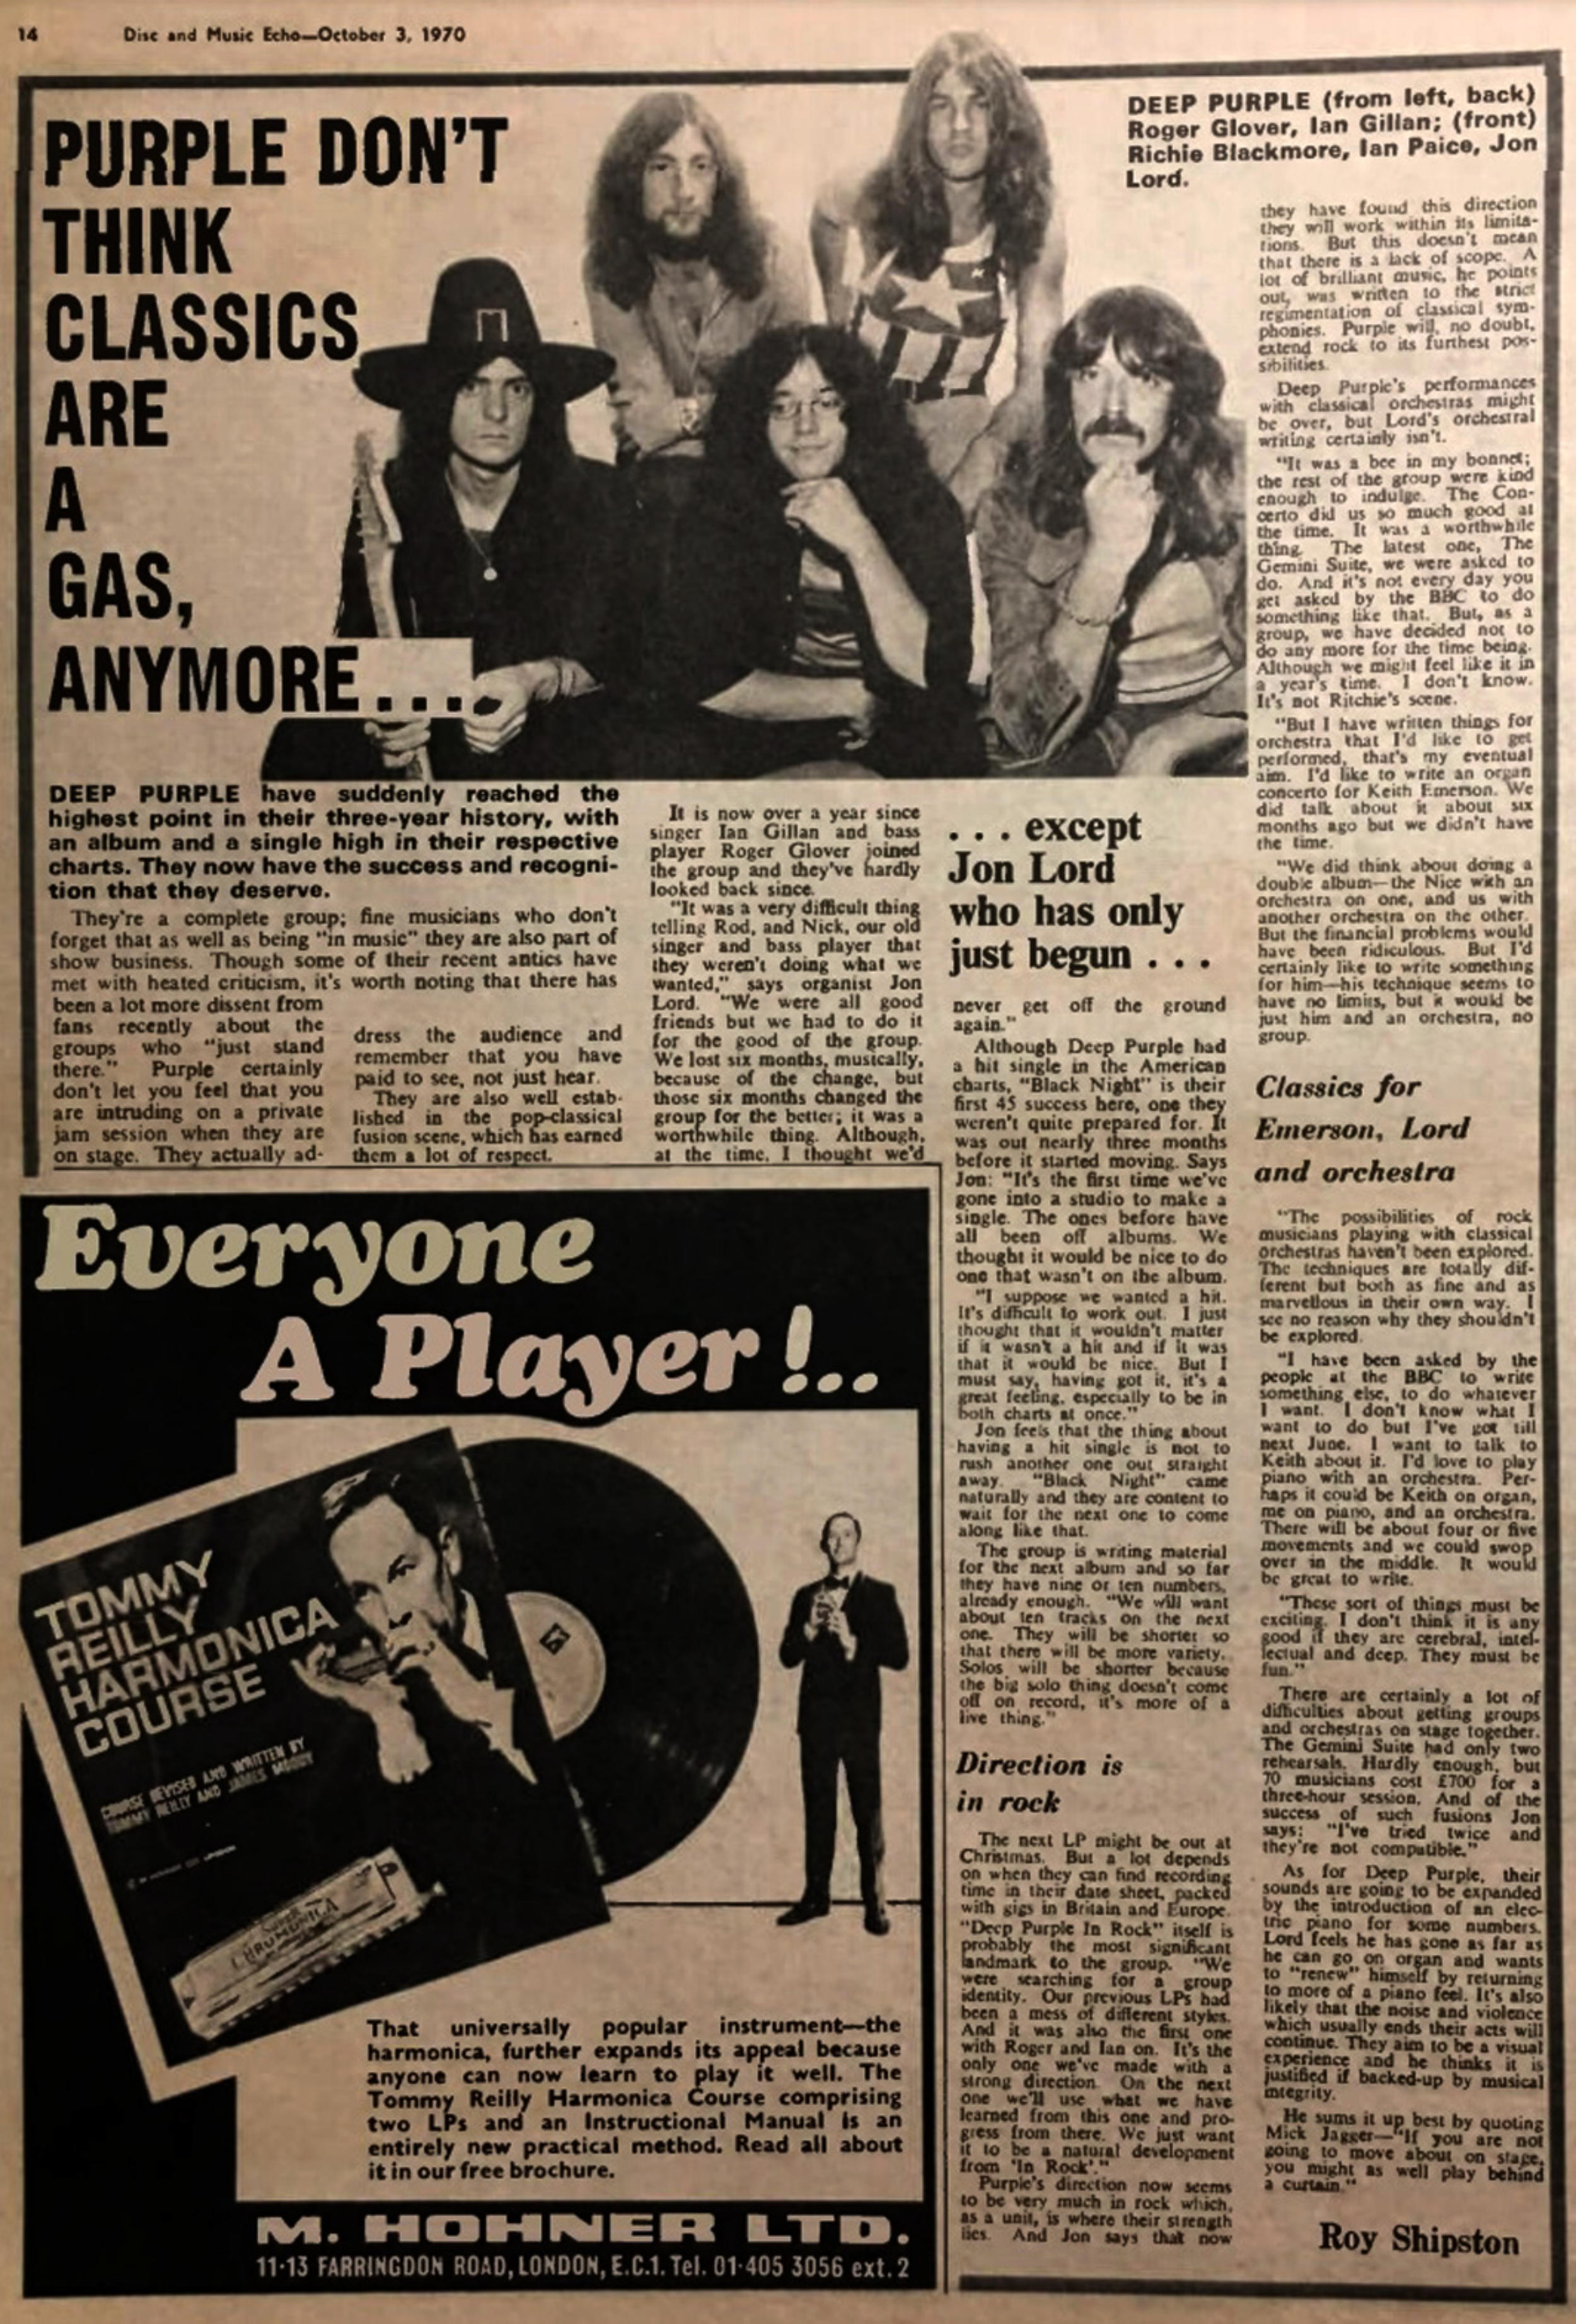 14
Disc and Music Echo—October 3, 1970
PURPLE DON'T
THINK
CLASSICS
ARE
A
GAS,
ANYMORE....
DEEP PURPLE (from left, back)
Roger Glover, Ian Gillan; (front)
Richie Blackmore, Ian Paice, Jon
Lord.
DEEP PURPLE have suddenly reached the
highest point in their three-year history, with
an album and a single high in their respective
charts. They now have the success and recogni-
tion that they deserve.
They're a complete group; fine musicians who don't
forget that as well as being "in music" they are also part of
show business. Though some of their recent antics have
met with heated criticism, it's worth noting that there has
been a lot more dissent from
fans recently about the
groups who "just stand
there." Purple certainly
don't let you feel that you
are intruding on a private
jam session when they are
on stage. They actually ad-
dress the audience and
remember that you have
paid to see, not just hear.
They are also well estab-
lished in the pop-classical
fusion scene, which has earned
them a lot of respect.
It is now over a year since
singer Ian Gillan and bass
player Roger Glover joined
the group and they've hardly
looked back since.
"It was a very difficult thing
telling Rod, and Nick, our old
singer and bass player that
they weren't doing what we
wanted," says organist Jon
Lord. "We were all good
friends but we had to do it
for the good of the group.
We lost six months, musically,
because of the change, but
those six months changed the
group for the better; it was a
worthwhile thing. Although,
at the time, I thought we'd
. . . except
Jon Lord
who has only
just begun . . .
never get off the ground
again."
Although Deep Purple had
a hit single in the American
charts, "Black Night" is their
first 45 success here, one they
weren't quite prepared for. It
was out nearly three months
before it started moving. Says
Jon: "It's the first time we've
gone into a studio to make a
single. The ones before have
all been off albums. We
thought it would be nice to do
one that wasn't on the album.
"I suppose we wanted a hit.
It's difficult to work out. I just
thought that it wouldn't matter
if it wasn't a hit and if it was
that it would be nice. But I
must say, having got it, it's a
great feeling, especially to be in
both charts at once."
Jon feels that the thing about
having a hit single is not to
rush another one out straight
away. "Black Night" came
naturally and they are content to
wait for the next one to come
along like that.
The group is writing material
for the next album and so far
they have nine or ten numbers,
already enough. "We will want
about ten tracks on the next
one. They will be shorter so
that there will be more variety.
Solos will be shorter because
the big solo thing doesn't come
off on record, it's more of a
live thing."
Direction is
in rock
The next LP might be out at
Christmas. But a lot depends
on when they can find recording
time in their date sheet, packed
with gigs in Britain and Europe.
"Deep Purple In Rock" itself is
probably the most significant
landmark to the group. "We
were searching for a group
identity. Our previous LPs had
been a mess of different styles.
And it was also the first one
with Roger and Ian on. It's the
only one we've made with a
strong direction. On the next
one we'll use what we have
learned from this one and pro-
gress from there. We just want
it to be a natural development
from 'In Rock'."
Purple's direction now seems
to be very much in rock which,
as a unit, is where their strength
lies. And Jon says that now
they have found this direction
they will work within its limita-
tions. But this doesn't mean
that there is a lack of scope. A
lot of brilliant music, he points
out, was written to the strict
regimentation of classical sym-
phonies. Purple will, no doubt,
extend rock to its furthest pos-
sibilities.
Deep Purple's performances
with classical orchestras might
be over, but Lord's orchestral
writing certainly isn't.
"It was a bee in my bonnet;
the rest of the group were kind
enough to indulge. The Con-
certo did us so much good at
the time. It was a worthwhile
thing. The latest one, The
Gemini Suite, we were asked to
do. And it's not every day you
get asked by the BBC to do
something like that. But, as a
group, we have decided not to
do any more for the time being.
Although we might feel like it in
a year's time. I don't know.
It's not Ritchie's scene.
"But I have written things for
orchestra that I'd like to get
performed, that's my eventual
aim. I'd like to write an organ
concerto for Keith Emerson. We
did talk about it about six
months ago but we didn't have
the time.
"We did think about doing a
double album—the Nice with an
orchestra on one, and us with
another orchestra on the other.
But the financial problems would
have been ridiculous. But I'd
certainly like to write something
for him—his technique seems to
have no limits, but it would be
just him and an orchestra, no
group.
Classics for
Emerson, Lord
and orchestra
"The possibilities of rock
musicians playing with classical
orchestras haven't been explored.
The techniques are totally dif-
ferent but both as fine and as
marvellous in their own way. I
see no reason why they shouldn't
be explored.
"I have been asked by the
people at the BBC to write
something else, to do whatever
I want. I don't know what I
want to do but I've got till
next June. I want to talk to
Keith about it. I'd love to play
piano with an orchestra. Per-
haps it could be Keith on organ,
me on piano, and an orchestra.
There will be about four or five
movements and we could swop
over in the middle. It would
be great to write.
"These sort of things must be
exciting. I don't think it is any
good if they are cerebral, intel-
lectual and deep. They must be
fun."
There are certainly a lot of
difficulties about getting groups
and orchestras on stage together.
The Gemini Suite had only two
rehearsals. Hardly enough, but
70 musicians cost £700 for a
three-hour session. And of the
success of such fusions Jon
says: "I've tried twice and
they're not compatible."
As for Deep Purple, their
sounds are going to be expanded
by the introduction of an elec-
tric piano for some numbers.
Lord feels he has gone as far as
he can go on organ and wants
to "renew" himself by returning
to more of a piano feel. It's also
likely that the noise and violence
which usually ends their acts will
continue. They aim to be a visual
experience and he thinks it is
justified if backed-up by musical
integrity.
He sums it up best by quoting
Mick Jagger—"If you are not
going to move about on stage,
you might as well play behind
a curtain."
Roy Shipston
Everyone
A Player!..
TOMMY
REILLY
HARMONICA
COURSE
COURSE REVISED AND WRITTEN BY
TOMMY REILLY AND JAMES MOODY
CHROMONICA
That universally popular instrument—the
harmonica, further expands its appeal because
anyone can now learn to play it well. The
Tommy Reilly Harmonica Course comprising
two LPs and an Instructional Manual is an
entirely new practical method. Read all about
it in our free brochure.
M. HOHNER LTD.
11-13 FARRINGDON ROAD, LONDON, E.C.1. Tel. 01-405 3056 ext. 2